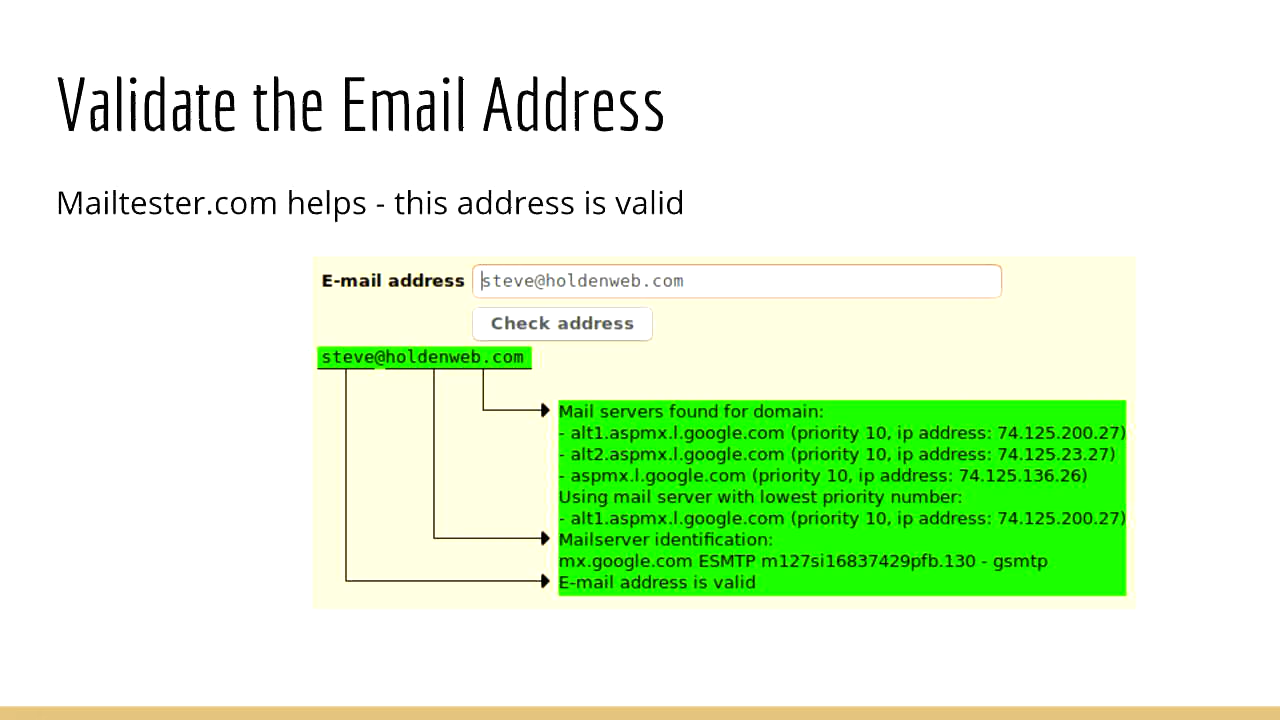 Validate the Email Address
Mailtester.com helps - this address is valid
E-mail address steve@holdenweb.com
Check address
steve@holdenweb.com
Mail servers found for domain:
- alt1.aspmx.l.google.com (priority 10, ip address: 74.125.200.27)
- alt2.aspmx.l.google.com (priority 10, ip address: 74.125.23.27)
- aspmx.l.google.com (priority 10, ip address: 74.125.136.26)
Using mail server with lowest priority number:
- alt1.aspmx.l.google.com (priority 10, ip address: 74.125.200.27)
Mailserver identification:
mx.google.com ESMTP m127si16837429pfb.130 - gsmtp
E-mail address is valid